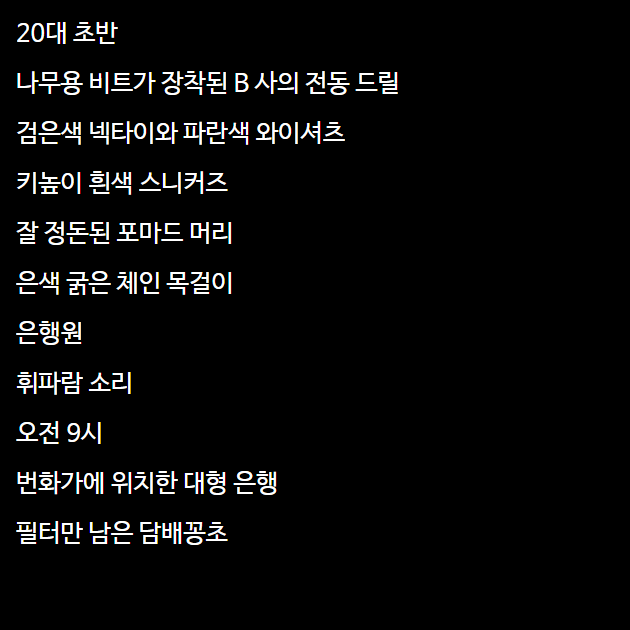 20대 초반
나무용 비트가 장착된 B 사의 전동 드릴
검은색 넥타이와 파란색 와이셔츠
키높이 흰색 스니커즈
잘 정돈된 포마드 머리
은색 굵은 체인 목걸이
은행원
휘파람 소리
오전 9시
번화가에 위치한 대형 은행
필터만 남은 담배꽁초